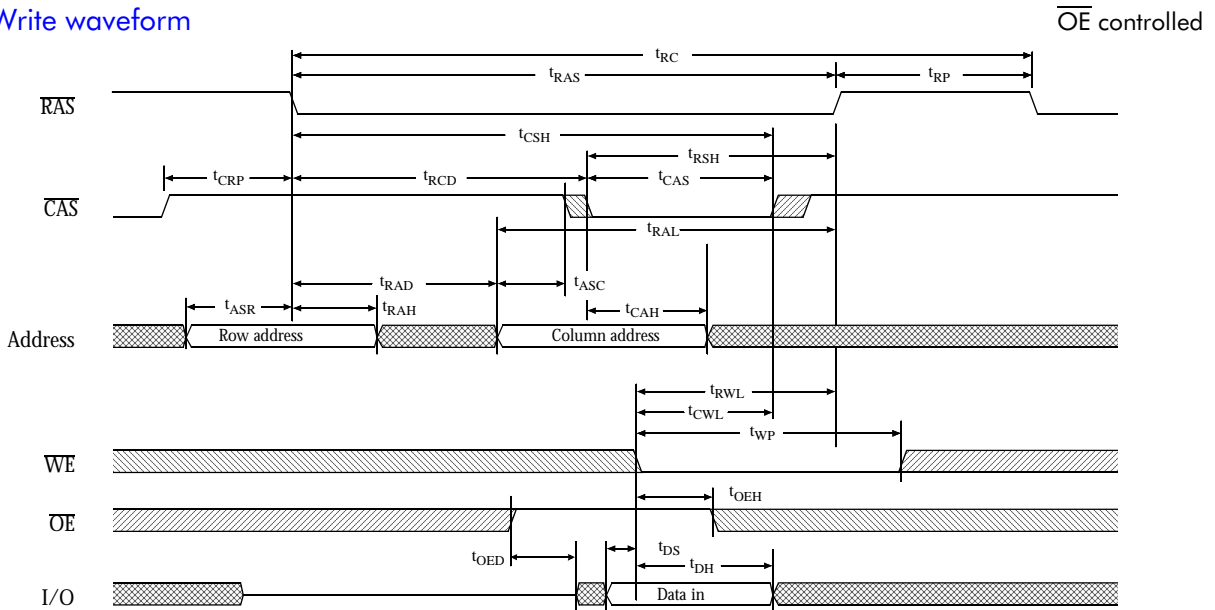 Write waveform
OE controlled
tRC
tRAS
tRP
RAS
tCSH
tRSH
tCRP
tRCD
tCAS
CAS
tRAL
tRAD
tASC
tASR
tRAH
tCAH
Address
Row address
Column address
tRWL
tCWL
tWP
WE
tOEH
OE
tOED
tDS
tDH
I/O
Data in